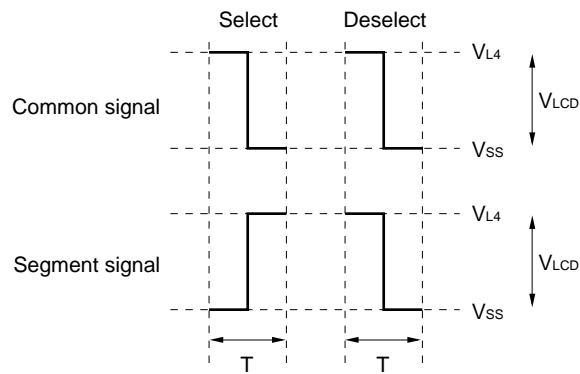 Select Deselect
VL4
Common signal
VLCD
VSS
VL4
Segment signal
VLCD
VSS
T T